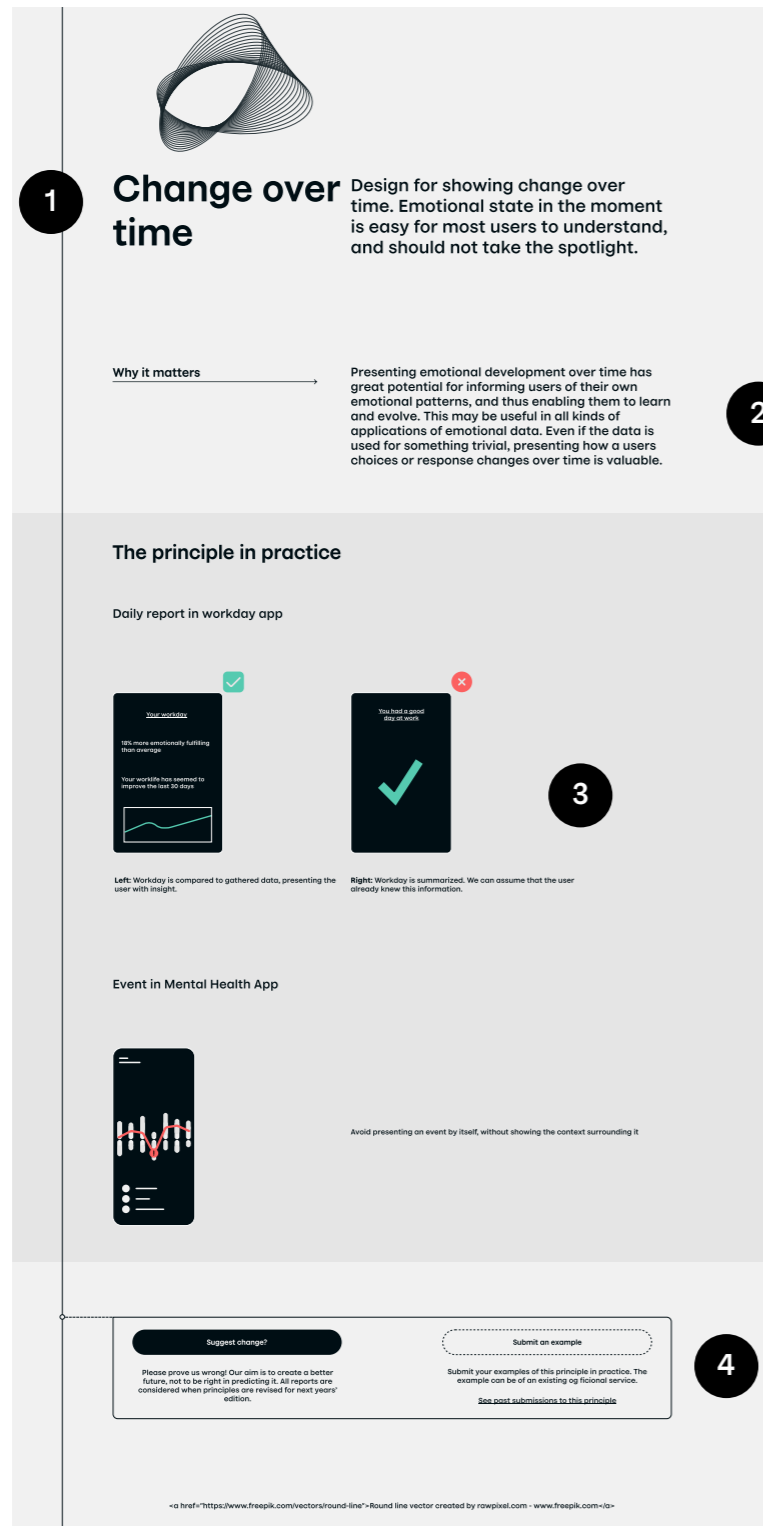 1
Change over
time
Design for showing change over
time. Emotional state in the moment
is easy for most users to understand,
and should not take the spotlight.
Why it matters
Presenting emotional development over time has
great potential for informing users of their own
emotional patterns, and thus enabling them to learn
and evolve. This may be useful in all kinds of
applications of emotional data. Even if the data is
used for something trivial, presenting how a users
choices or response changes over time is valuable.
2
The principle in practice
Daily report in workday app
Your workday
18% more emotionally fulfilling
than average
Your worklife has seemed to
improve the last 30 days
You had a good
day at work
3
Left: Workday is compared to gathered data, presenting the
user with insight.
Right: Workday is summarized. We can assume that the user
already knew this information.
Event in Mental Health App
Avoid presenting an event by itself, without showing the context surrounding it
Suggest change?
Please prove us wrong! Our aim is to create a better
future, not to be right in predicting it. All reports are
considered when principles are revised for next years'
edition.
Submit an example
Submit your examples of this principle in practice. The
example can be of an existing og ficional service.
See past submissions to this principle
4
<a href="https://www.freepik.com/vectors/round-line">Round line vector created by rawpixel.com - www.freepik.com</a>